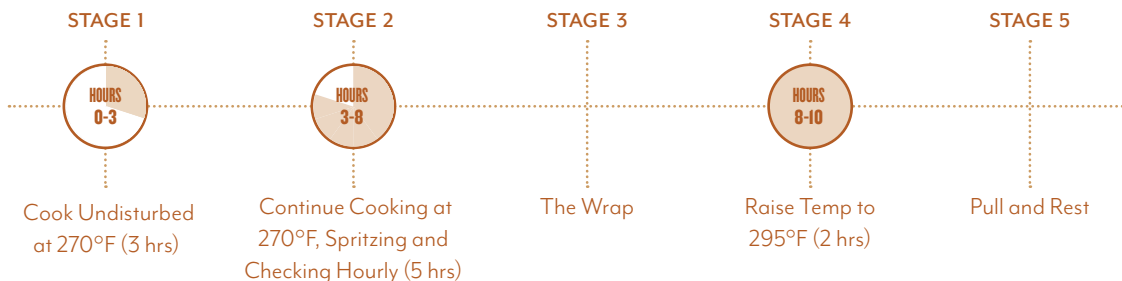 STAGE 1
STAGE 2
STAGE 3
STAGE 4
STAGE 5
HOURS
0-3
HOURS
3-8
HOURS
8-10
Cook Undisturbed
at 270°F (3 hrs)
Continue Cooking at
270°F, Spritzing and
Checking Hourly (5 hrs)
The Wrap
Raise Temp to
295°F (2 hrs)
Pull and Rest